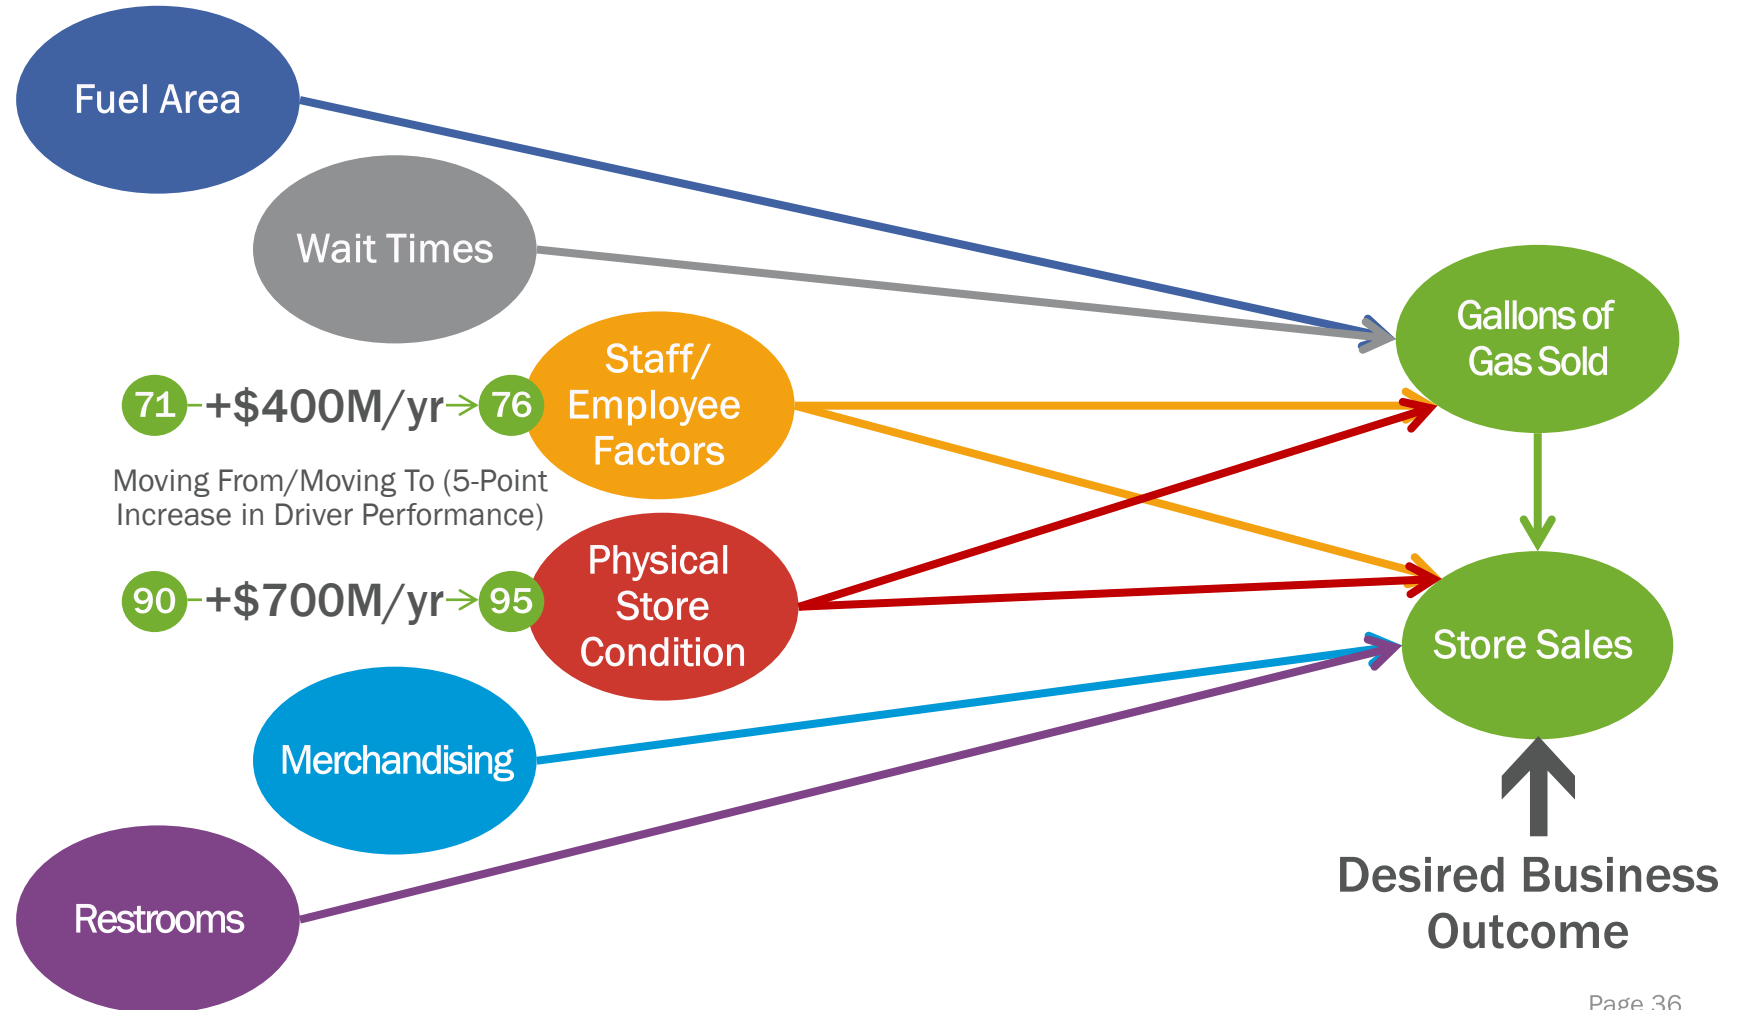 Fuel Area
Wait Times
Gallons of
Gas Sold
Staff/
Employee
Factors
71 +$400M/yr 76
Moving From/Moving To (5-Point
Increase in Driver Performance)
Physical
Store
Condition
90 +$700M/yr 95
Store Sales
Merchandising
Desired Business
Outcome
Restrooms
Page 36